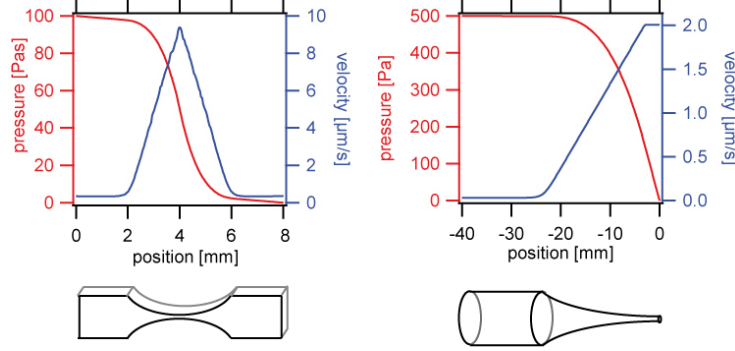 100
80
60
40
20
0
pressure [Pas]
10
8
6
4
2
0
velocity [µm/s]
0 2 4 6 8
position [mm]
500
400
300
200
100
0
pressure [Pa]
2.0
1.5
1.0
0.5
0.0
velocity [µm/s]
-40 -30 -20 -10 0
position [mm]